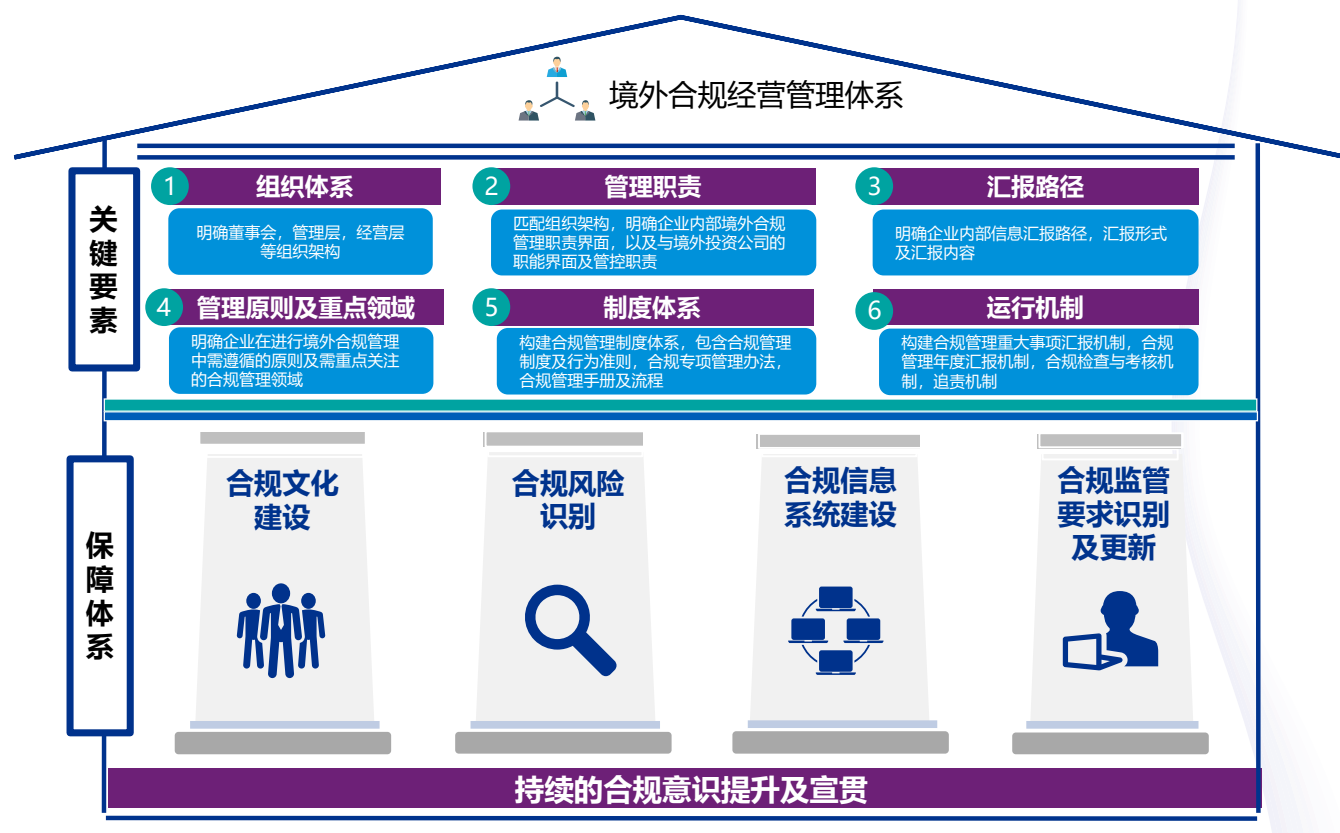 境外合规经营管理体系
关键要素
1 组织体系
明确董事会，管理层，经营层
等组织架构
2 管理职责
匹配组织架构，明确企业内部境外合规
管理职责界面，以及与境外投资公司的
职能界面及管控职责
3 汇报路径
明确企业内部信息汇报路径，汇报形式
及汇报内容
4 管理原则及重点领域
明确企业在进行境外合规管理
中需遵循的原则及需重点关注
的合规管理领域
5 制度体系
构建合规管理制度体系，包含合规管理
制度及行为准则，合规专项管理办法，
合规管理手册及流程
6 运行机制
构建合规管理重大事项汇报机制，合规
管理年度汇报机制，合规检查与考核机
制，追责机制
保障体系
合规文化
建设
合规风险
识别
合规信息
系统建设
合规监管
要求识别
及更新
持续的合规意识提升及宣贯